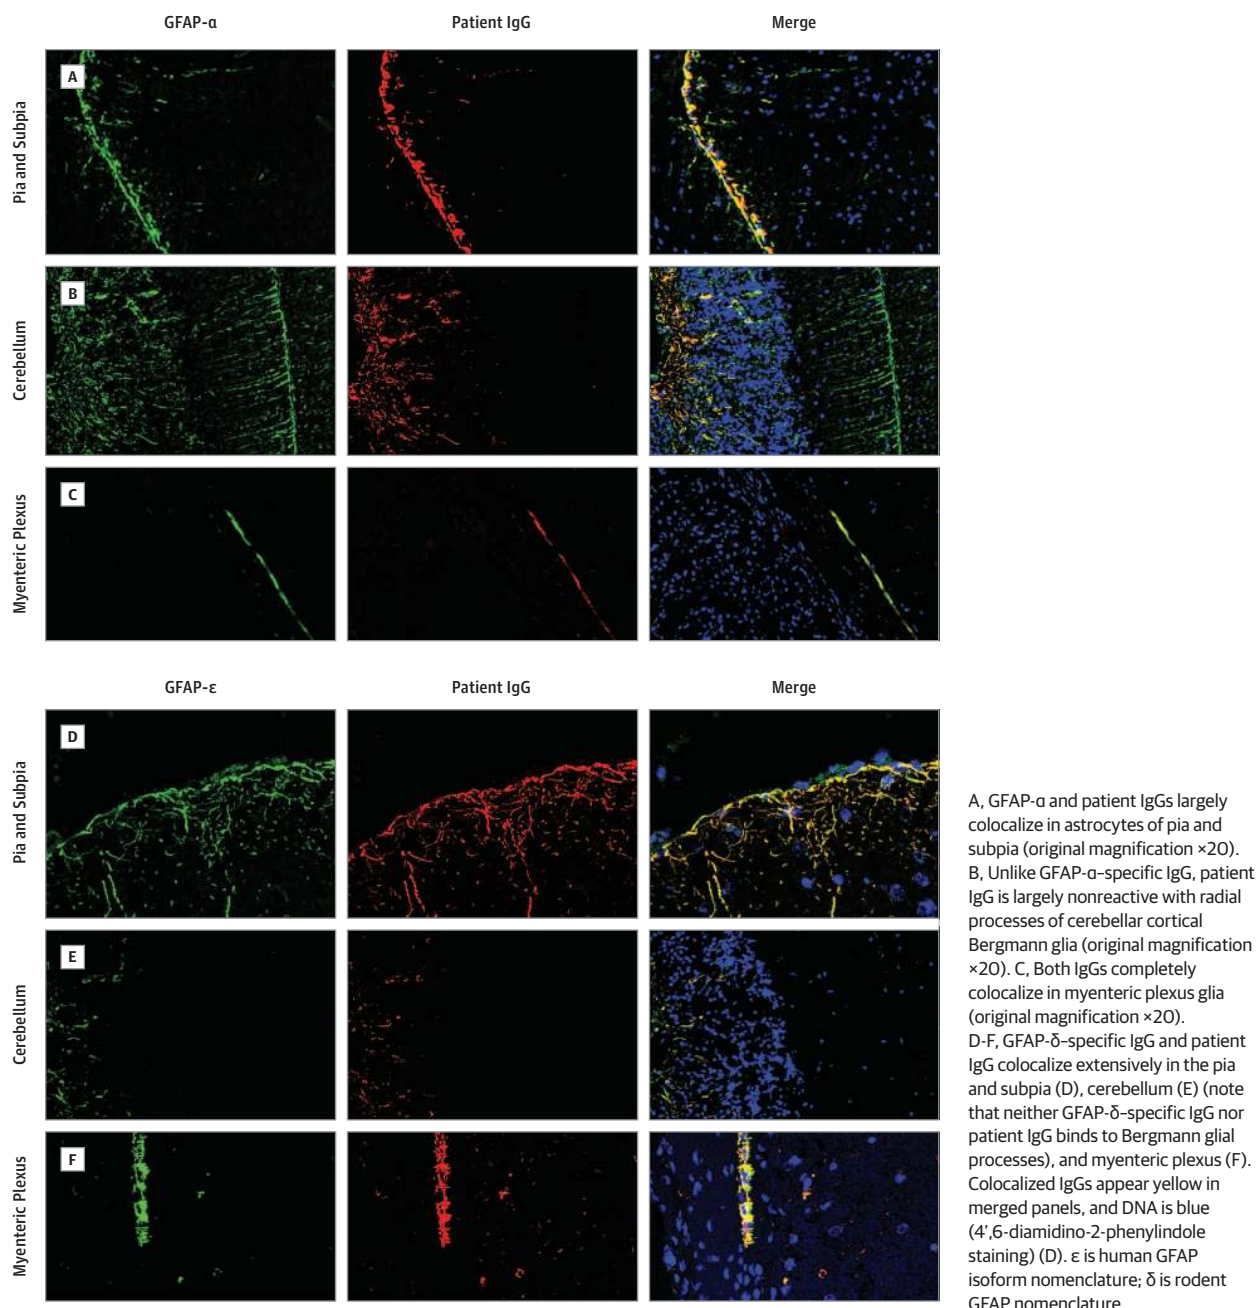 GFAP-α Patient IgG Merge
Pia and Subpia
A
Cerebellum
B
Myenteric Plexus
C
GFAP-ε Patient IgG Merge
Pia and Subpia
D
Cerebellum
E
Myenteric Plexus
F
A, GFAP-α and patient IgGs largely
colocalize in astrocytes of pia and
subpia (original magnification ×20).
B, Unlike GFAP-α–specific IgG, patient
IgG is largely nonreactive with radial
processes of cerebellar cortical
Bergmann glia (original magnification
×20). C, Both IgGs completely
colocalize in myenteric plexus glia
(original magnification ×20).
D-F, GFAP-δ–specific IgG and patient
IgG colocalize extensively in the pia
and subpia (D), cerebellum (E) (note
that neither GFAP-δ–specific IgG nor
patient IgG binds to Bergmann glial
processes), and myenteric plexus (F).
Colocalized IgGs appear yellow in
merged panels, and DNA is blue
(4′,6-diamidino-2-phenylindole
staining) (D). ε is human GFAP
isoform nomenclature; δ is rodent
GFAP nomenclature